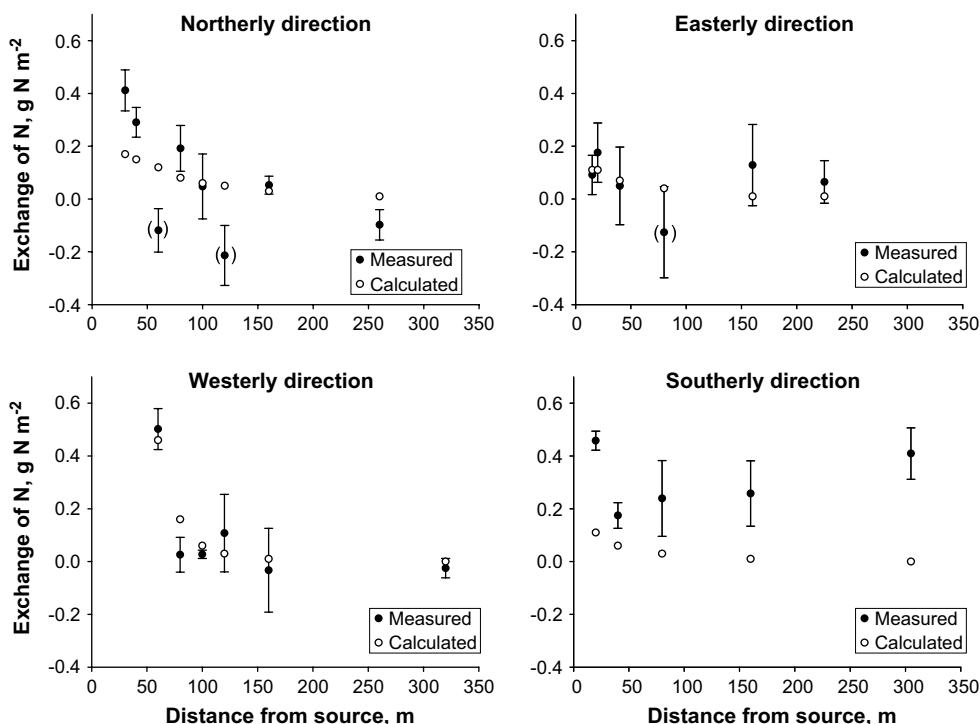 Northerly direction
Exchange of N, g N m⁻²
0.6
0.4
0.2
0.0
-0.2
-0.4
( )
( )
Measured
Calculated
0 50 100 150 200 250 300 350
Easterly direction
0.6
0.4
0.2
0.0
-0.2
-0.4
( )
Measured
Calculated
0 50 100 150 200 250 300 350
Westerly direction
Exchange of N, g N m⁻²
0.6
0.4
0.2
0.0
-0.2
-0.4
Measured
Calculated
0 50 100 150 200 250 300 350
Distance from source, m
Southerly direction
0.6
0.4
0.2
0.0
-0.2
-0.4
Measured
Calculated
0 50 100 150 200 250 300 350
Distance from source, m